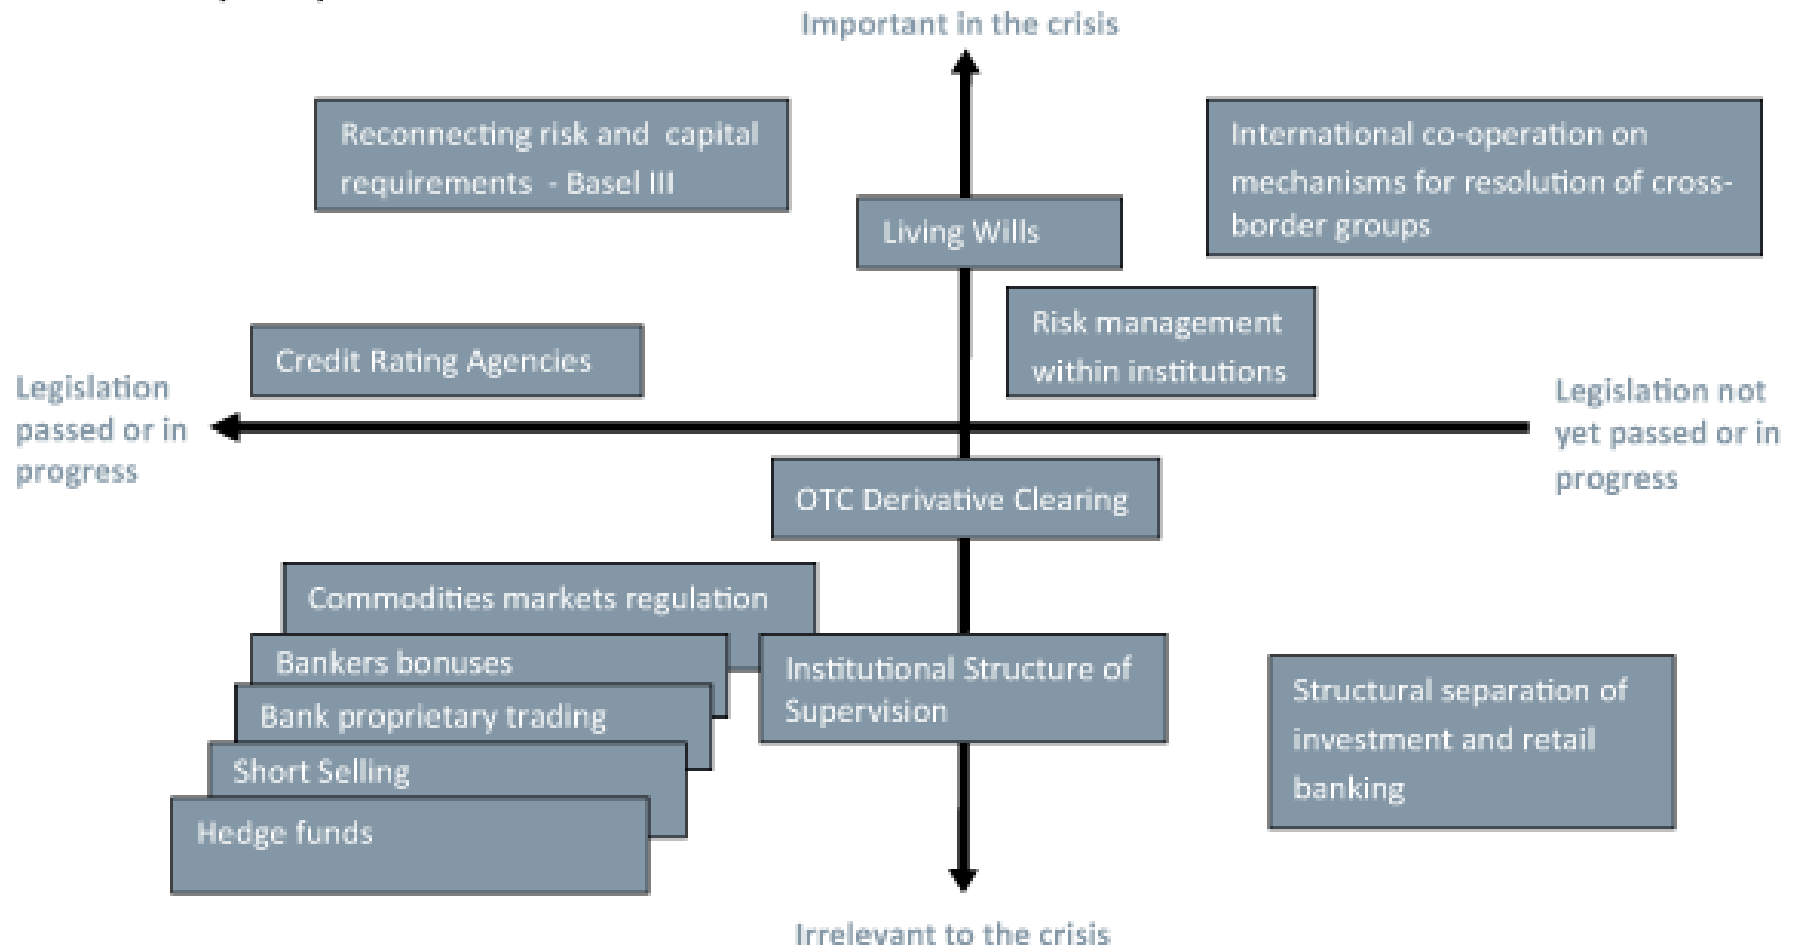 Important in the crisis
Reconnecting risk and capital
requirements - Basel III
International co-operation on
mechanisms for resolution of cross-
border groups
Living Wills
Risk management
within institutions
Credit Rating Agencies
Legislation
passed or in
progress
Legislation not
yet passed or in
progress
OTC Derivative Clearing
Commodities markets regulation
Bankers bonuses
Bank proprietary trading
Short Selling
Hedge funds
Institutional Structure of
Supervision
Structural separation of
investment and retail
banking
Irrelevant to the crisis